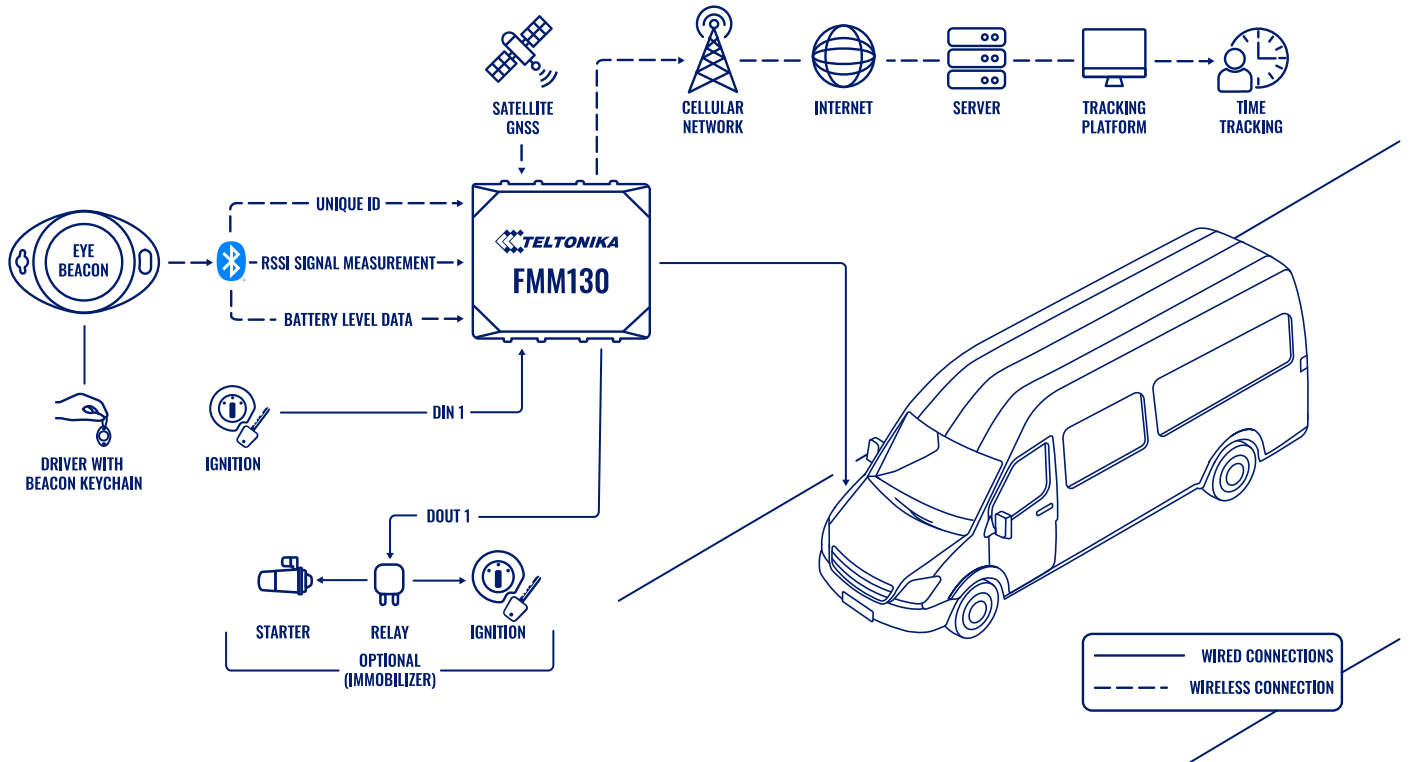 SATELLITE
GNSS
CELLULAR
NETWORK
INTERNET
SERVER
TRACKING
PLATFORM
TIME
TRACKING
EYE
BEACON
UNIQUE ID
RSSI SIGNAL MEASUREMENT
BATTERY LEVEL DATA
TELTONIKA
FMM130
DRIVER WITH
BEACON KEYCHAIN
IGNITION
DIN 1
DOUT 1
STARTER
RELAY
IGNITION
OPTIONAL
(IMMOBILIZER)
WIRED CONNECTIONS
WIRELESS CONNECTION